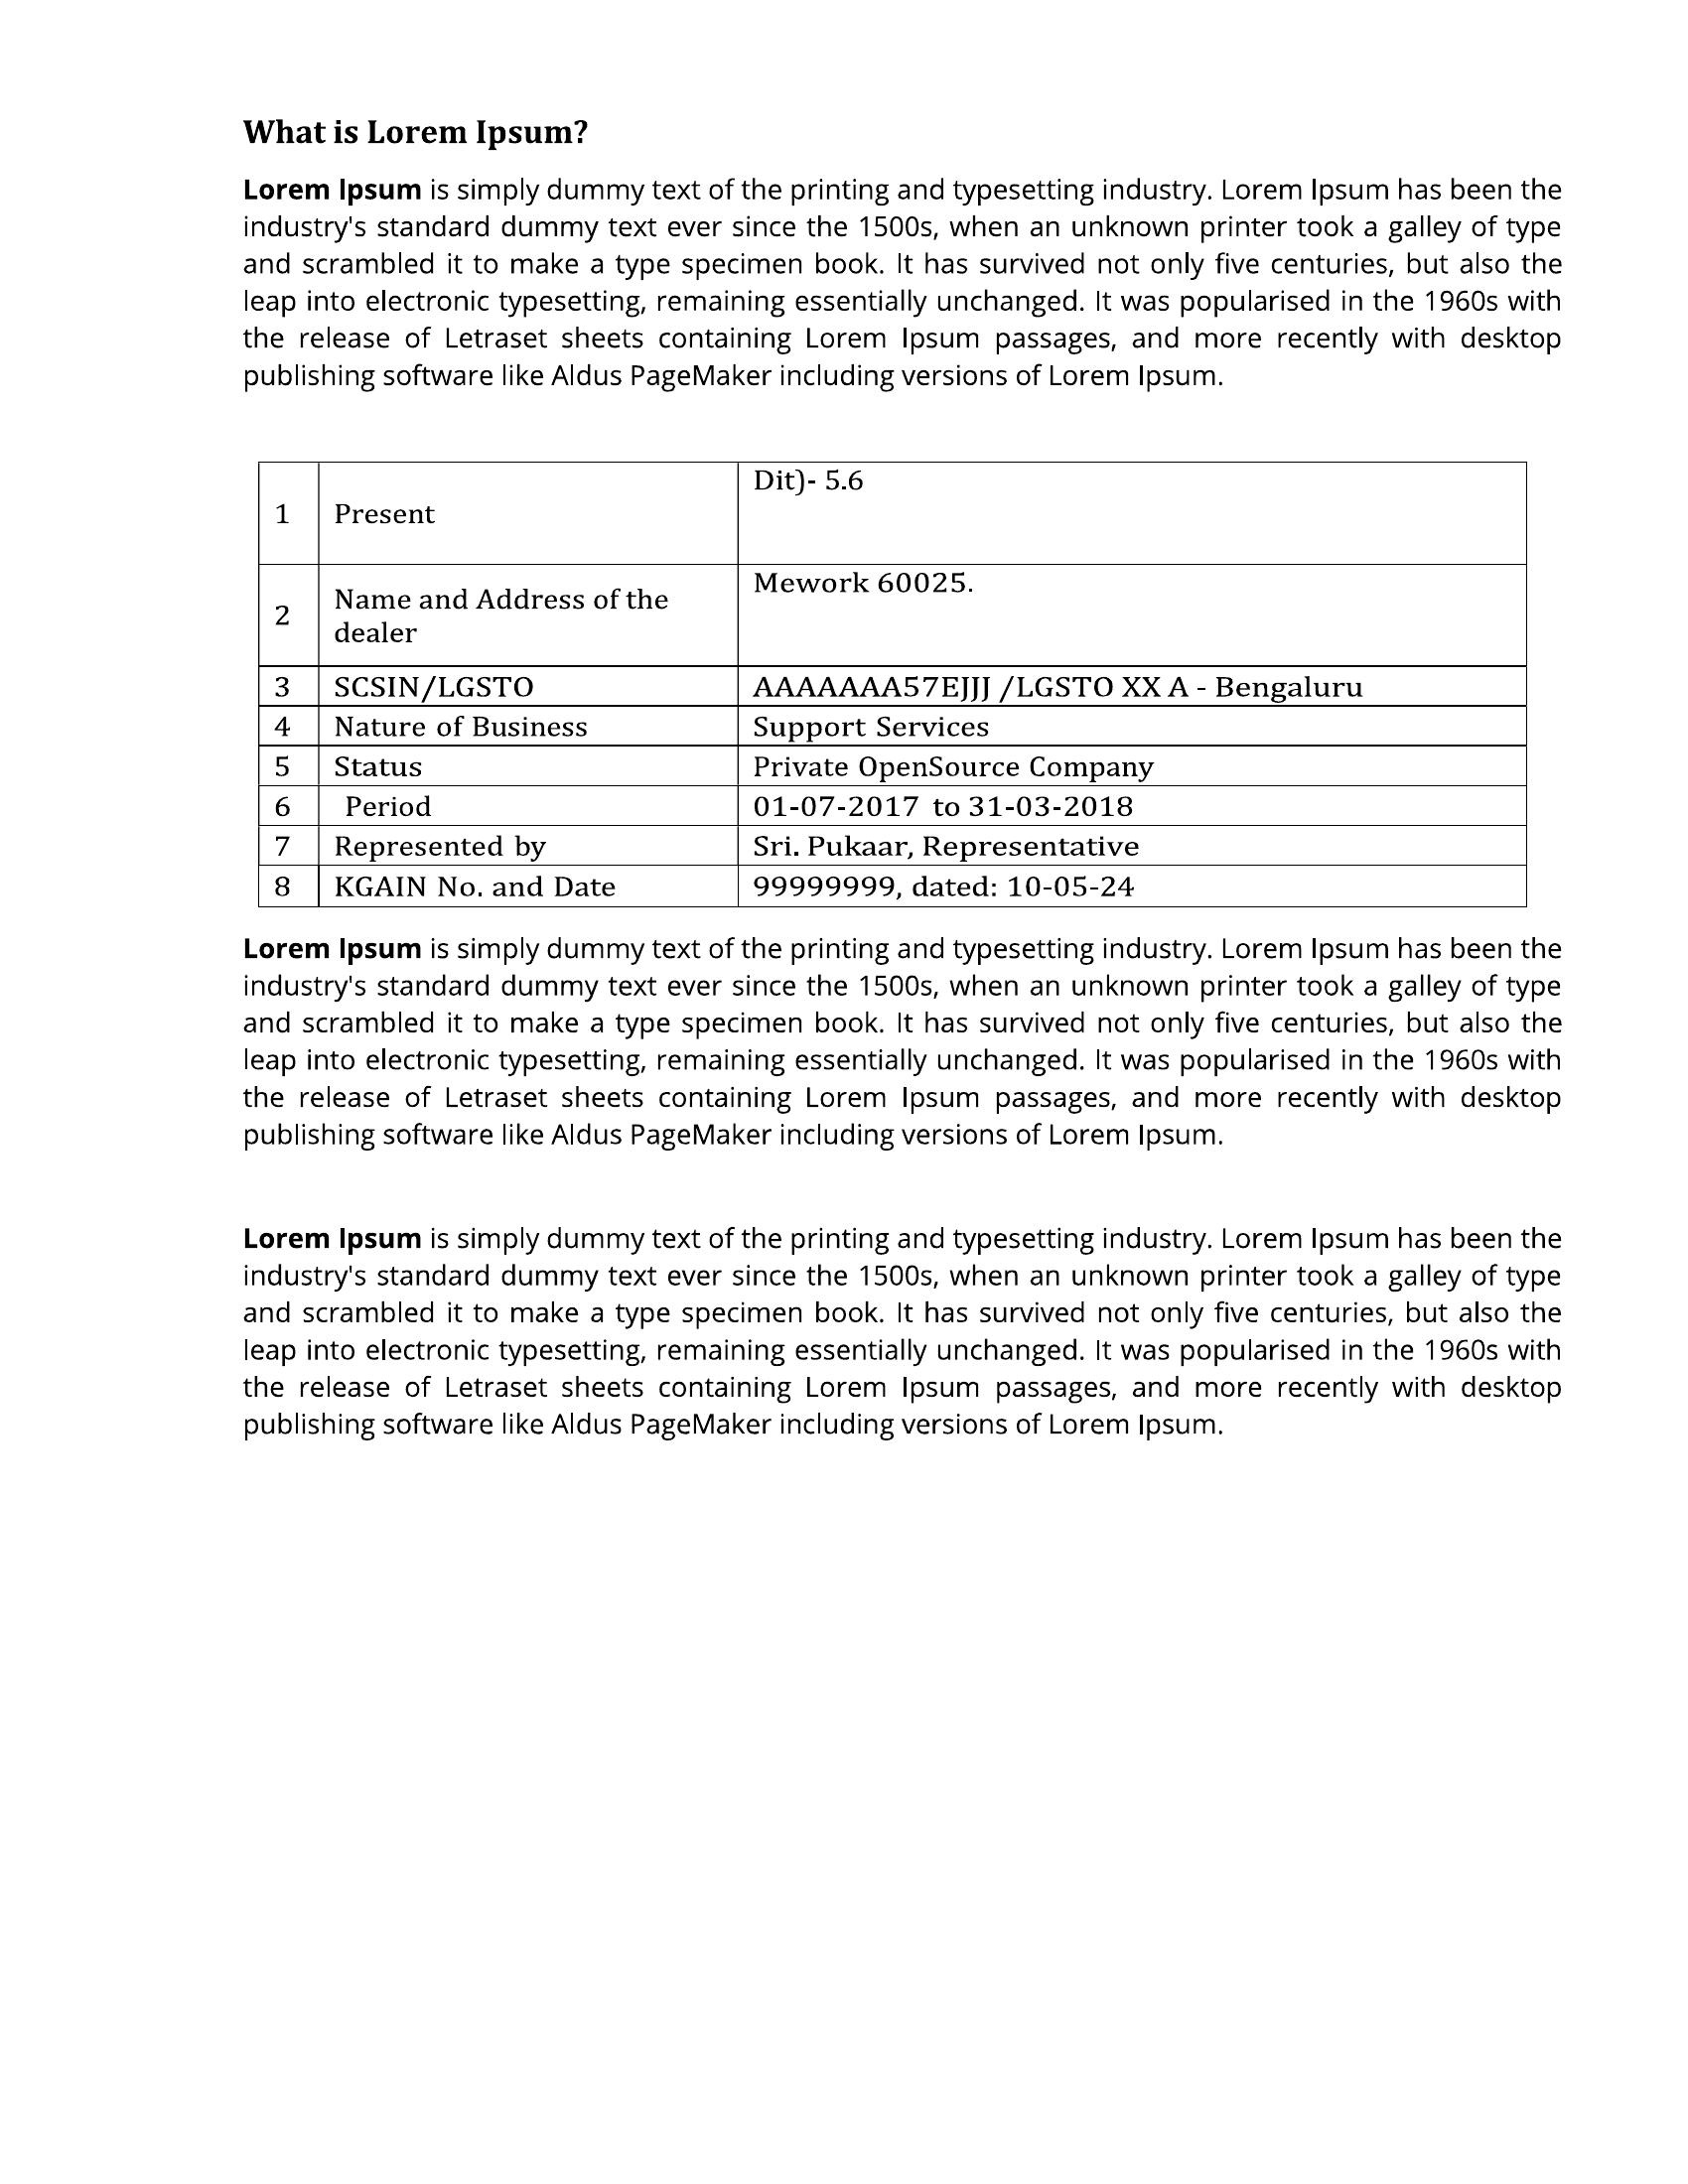 What is Lorem Ipsum?
Lorem Ipsum is simply dummy text of the printing and typesetting industry. Lorem Ipsum has been the
industry's standard dummy text ever since the 1500s, when an unknown printer took a galley of type
and scrambled it to make a type specimen book. It has survived not only five centuries, but also the
leap into electronic typesetting, remaining essentially unchanged. It was popularised in the 1960s with
the release of Letraset sheets containing Lorem Ipsum passages, and more recently with desktop
publishing software like Aldus PageMaker including versions of Lorem Ipsum.
1 Present Dit)- 5.6
2 Name and Address of the
dealer Mework 60025.
3 SCSIN/LGSTO AAAAAAA57EJJJ /LGSTO XX A - Bengaluru
4 Nature of Business Support Services
5 Status Private OpenSource Company
6 Period 01-07-2017 to 31-03-2018
7 Represented by Sri. Pukaar, Representative
8 KGAIN No. and Date 99999999, dated: 10-05-24
Lorem Ipsum is simply dummy text of the printing and typesetting industry. Lorem Ipsum has been the
industry's standard dummy text ever since the 1500s, when an unknown printer took a galley of type
and scrambled it to make a type specimen book. It has survived not only five centuries, but also the
leap into electronic typesetting, remaining essentially unchanged. It was popularised in the 1960s with
the release of Letraset sheets containing Lorem Ipsum passages, and more recently with desktop
publishing software like Aldus PageMaker including versions of Lorem Ipsum.
Lorem Ipsum is simply dummy text of the printing and typesetting industry. Lorem Ipsum has been the
industry's standard dummy text ever since the 1500s, when an unknown printer took a galley of type
and scrambled it to make a type specimen book. It has survived not only five centuries, but also the
leap into electronic typesetting, remaining essentially unchanged. It was popularised in the 1960s with
the release of Letraset sheets containing Lorem Ipsum passages, and more recently with desktop
publishing software like Aldus PageMaker including versions of Lorem Ipsum.